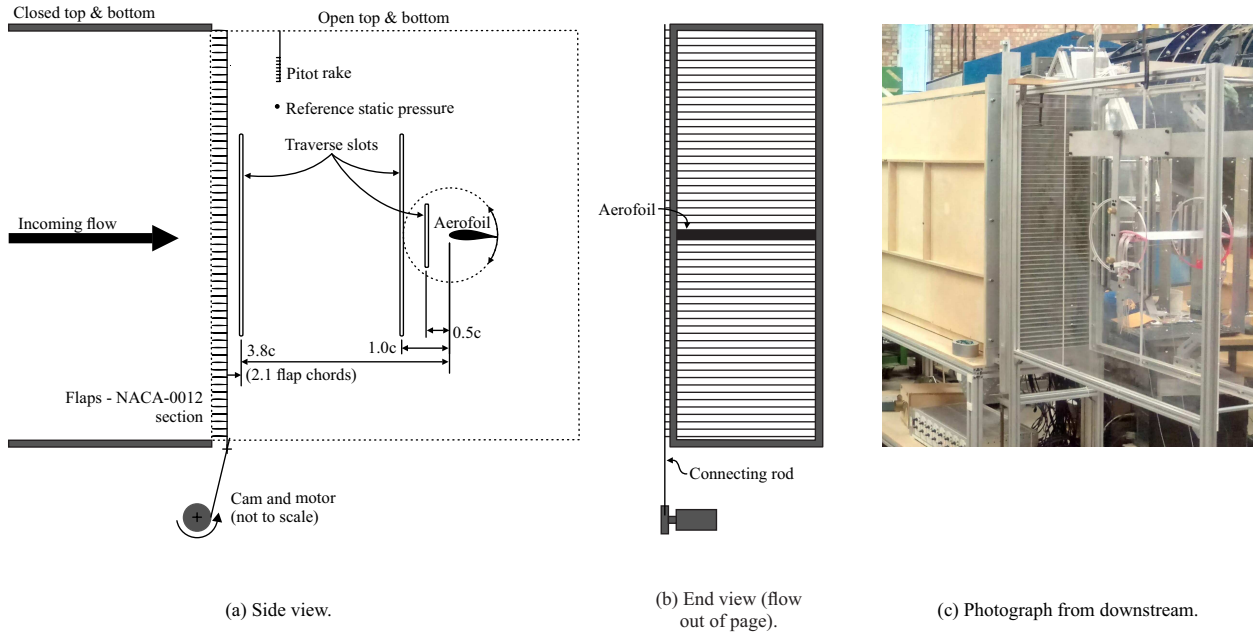 Closed top & bottom
Open top & bottom
Pitot rake
Reference static pressure
Traverse slots
Incoming flow
Aerofoil
0.5c
3.8c
1.0c
(2.1 flap chords)
Flaps - NACA-0012
section
Cam and motor
(not to scale)
(a) Side view.
Aerofoil
Connecting rod
(b) End view (flow
out of page).
(c) Photograph from downstream.